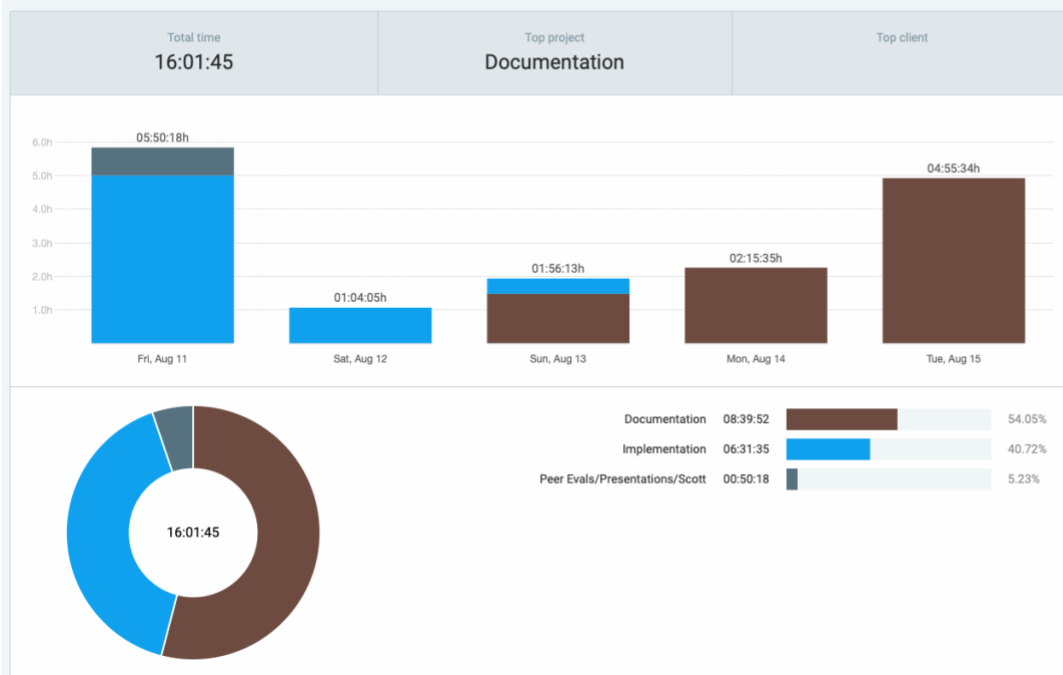 Total time
16:01:45
Top project
Documentation
Top client
05:50:18h
6.0h
5.0h
4.0h
3.0h
2.0h
1.0h
01:04:05h
01:56:13h
02:15:35h
04:55:34h
Fri, Aug 11
Sat, Aug 12
Sun, Aug 13
Mon, Aug 14
Tue, Aug 15
16:01:45
Documentation 08:39:52 54.05%
Implementation 06:31:35 40.72%
Peer Evals/Presentations/Scott 00:50:18 5.23%